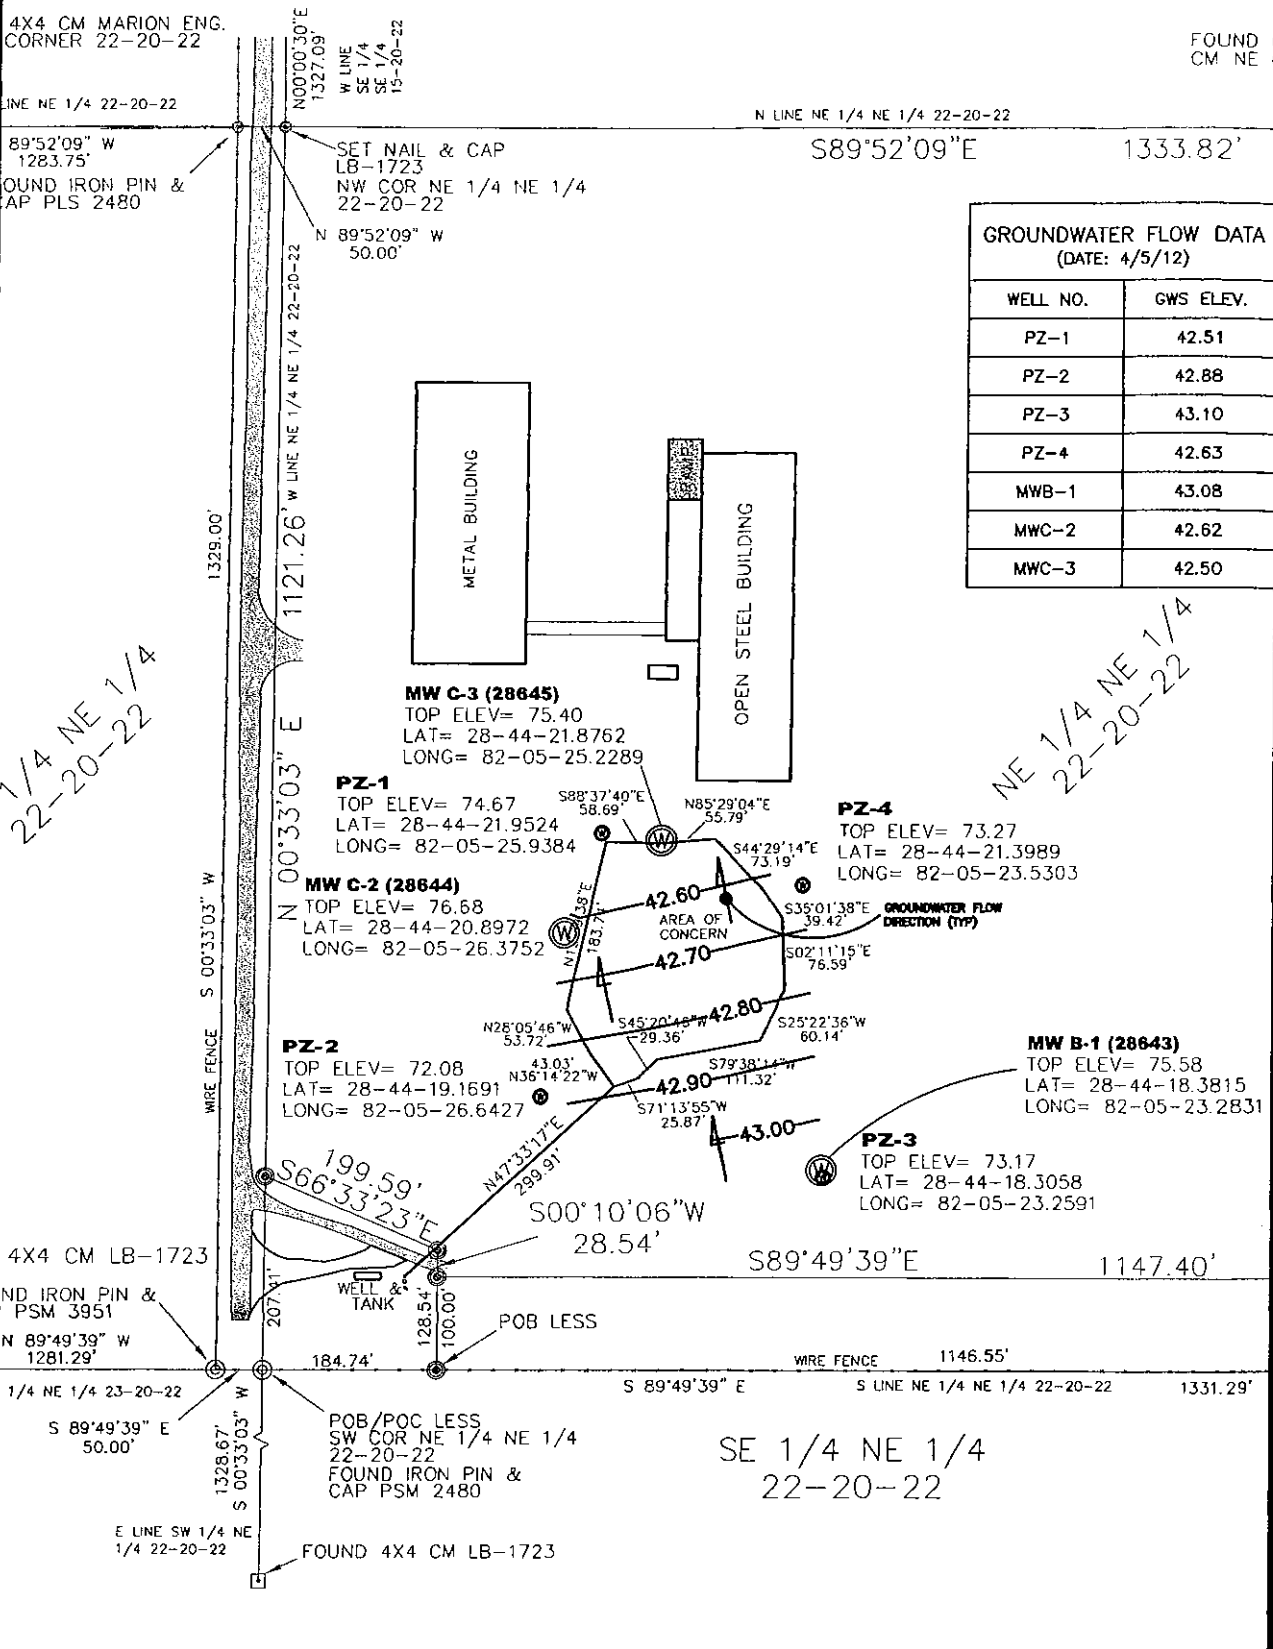 4X4 CM MARION ENG.
CORNER 22-20-22
N00°00'30"E
1327.09'
W LINE
SE 1/4
SE 1/4
15-20-22
FOUND
CM NE
LINE NE 1/4 22-20-22
N LINE NE 1/4 NE 1/4 22-20-22
89°52'09" W
1283.75'
OUND IRON PIN &
AP PLS 2480
SET NAIL & CAP
LB-1723
NW COR NE 1/4 NE 1/4
22-20-22
S89°52'09"E 1333.82'
N 89°52'09" W
50.00'
GROUNDWATER FLOW DATA
(DATE: 4/5/12)
WELL NO. GWS ELEV.
PZ-1 42.51
PZ-2 42.88
PZ-3 43.10
PZ-4 42.63
MWB-1 43.08
MWC-2 42.62
MWC-3 42.50
W LINE NE 1/4 NE 1/4 22-20-22
1121.26'
N 00°33'03" E
1329.00'
S 00°33'03" W
WIRE FENCE
METAL BUILDING
RAMP
OPEN STEEL BUILDING
1/4 NE 1/4
22-20-22
NE 1/4 NE 1/4
22-20-22
MW C-3 (28645)
TOP ELEV= 75.40
LAT= 28-44-21.8762
LONG= 82-05-25.2289
PZ-1
TOP ELEV= 74.67
LAT= 28-44-21.9524
LONG= 82-05-25.9384
S88°37'40"E
58.69'
N85°29'04"E
55.79'
PZ-4
TOP ELEV= 73.27
LAT= 28-44-21.3989
LONG= 82-05-23.5303
S44°29'14"E
73.19'
MW C-2 (28644)
TOP ELEV= 76.68
LAT= 28-44-20.8972
LONG= 82-05-26.3752
42.60
AREA OF
CONCERN
S35°01'38"E
39.42'
GROUNDWATER FLOW
DIRECTION (TYP)
42.70
S02°11'15"E
76.59'
42.80
N28°05'46"W
53.72'
29.36'
S25°22'36"W
60.14'
PZ-2
TOP ELEV= 72.08
LAT= 28-44-19.1691
LONG= 82-05-26.6427
43.03'
N36°14'22"W
111.32'
42.90
S71°13'55"W
25.87'
43.00
MW B-1 (28643)
TOP ELEV= 75.58
LAT= 28-44-18.3815
LONG= 82-05-23.2831
PZ-3
TOP ELEV= 73.17
LAT= 28-44-18.3058
LONG= 82-05-23.2591
N47°33'17"E
299.91'
199.59'
S66°33'23"E
S00°10'06"W
28.54'
S89°49'39"E 1147.40'
4X4 CM LB-1723
ND IRON PIN &
PSM 3951
N 89°49'39" W
1281.29'
207.41'
WELL &
TANK
128.54'
100.00'
POB LESS
184.74'
WIRE FENCE 1146.55'
1/4 NE 1/4 23-20-22
S 89°49'39" E S LINE NE 1/4 NE 1/4 22-20-22 1331.29'
S 89°49'39" E
50.00'
1328.67'
S 00°33'03" W
POB/POC LESS
SW COR NE 1/4 NE 1/4
22-20-22
FOUND IRON PIN &
CAP PSM 2480
SE 1/4 NE 1/4
22-20-22
E LINE SW 1/4 NE
1/4 22-20-22
FOUND 4X4 CM LB-1723